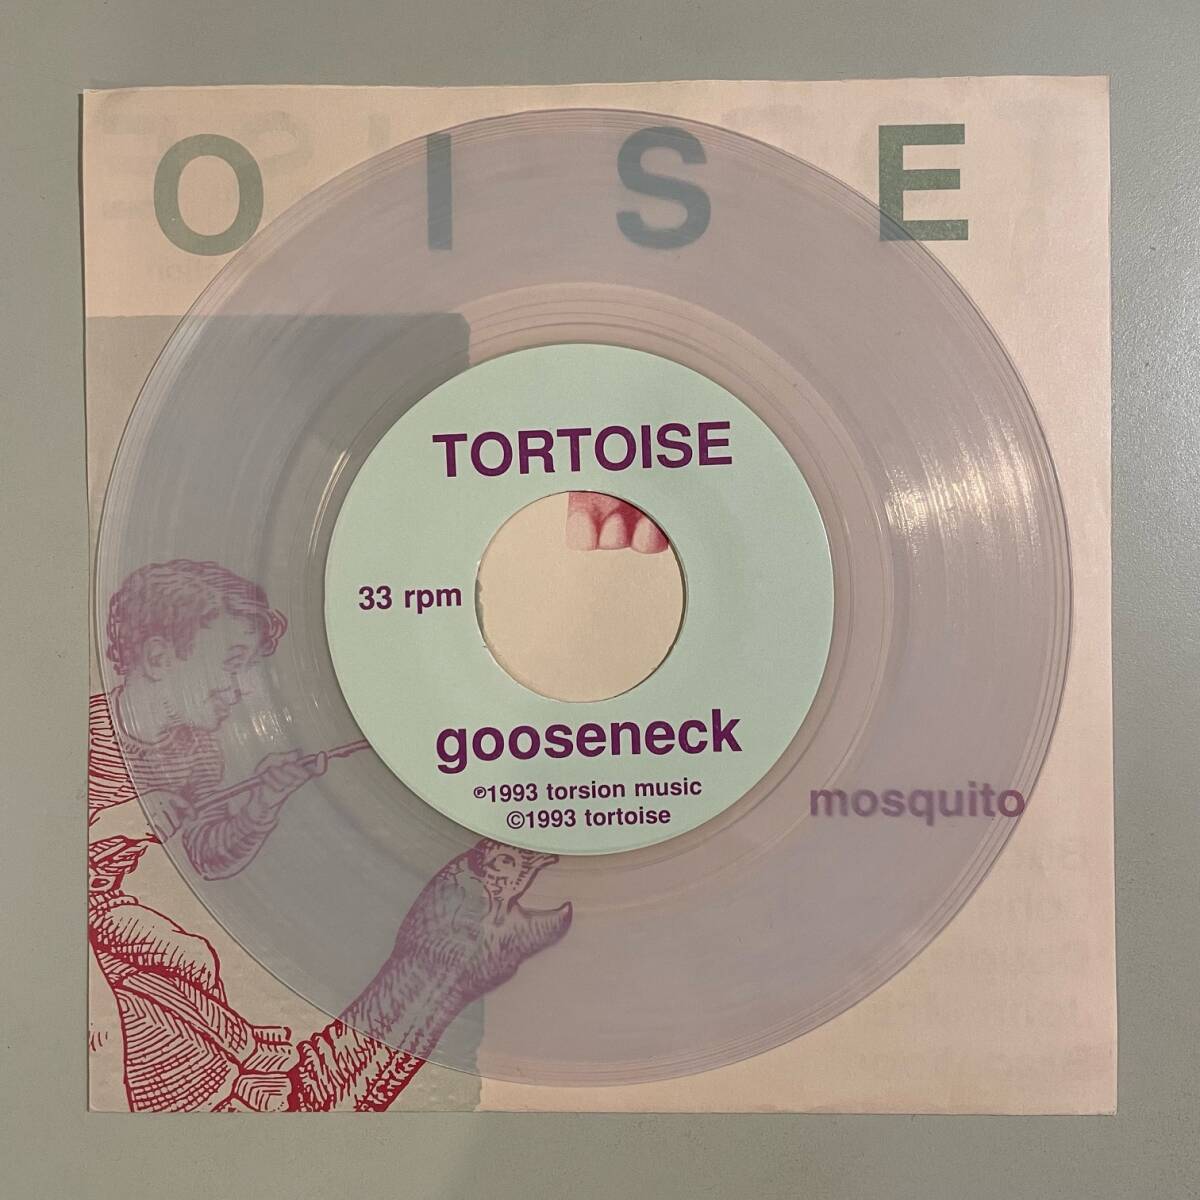 O I S E
TORTOISE
33 rpm
gooseneck
℗1993 torsion music
©1993 tortoise
mosquito